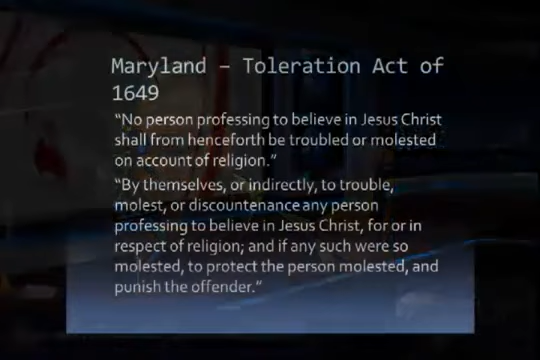 Maryland – Toleration Act of
1649
“No person professing to believe in Jesus Christ
shall from henceforth be troubled or molested
on account of religion.”
“By themselves, or indirectly, to trouble,
molest, or discountenance any person
professing to believe in Jesus Christ, for or in
respect of religion; and if any such were so
molested, to protect the person molested, and
punish the offender.”